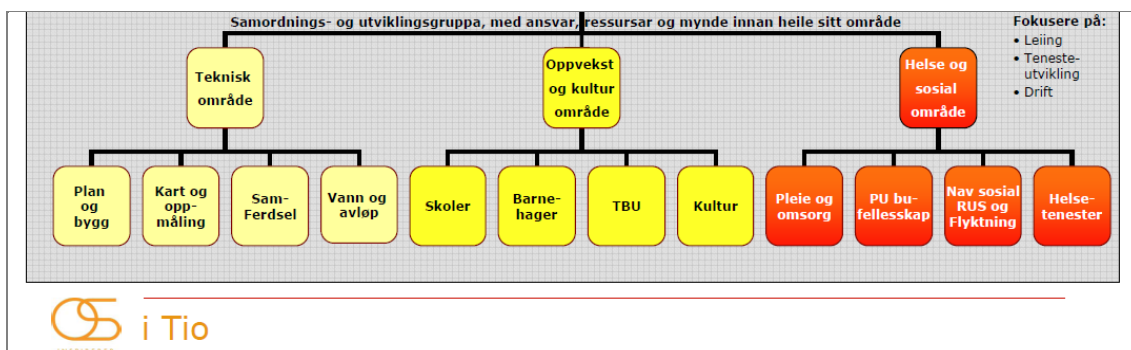 Samordnings- og utviklingsgruppa, med ansvar, ressursar og mynde innan heile sitt område
Fokusere på:
• Leiing
• Teneste-
utvikling
• Drift
Teknisk
område
Oppvekst
og kultur
område
Helse og
sosial
område
Plan
og
bygg
Kart og
opp-
måling
Sam-
Ferdsel
Vann og
avløp
Skoler
Barne-
hager
TBU
Kultur
Pleie og
omsorg
PU bu-
fellesskap
Nav sosial
RUS og
Flyktning
Helse-
tenester
OS i Tio